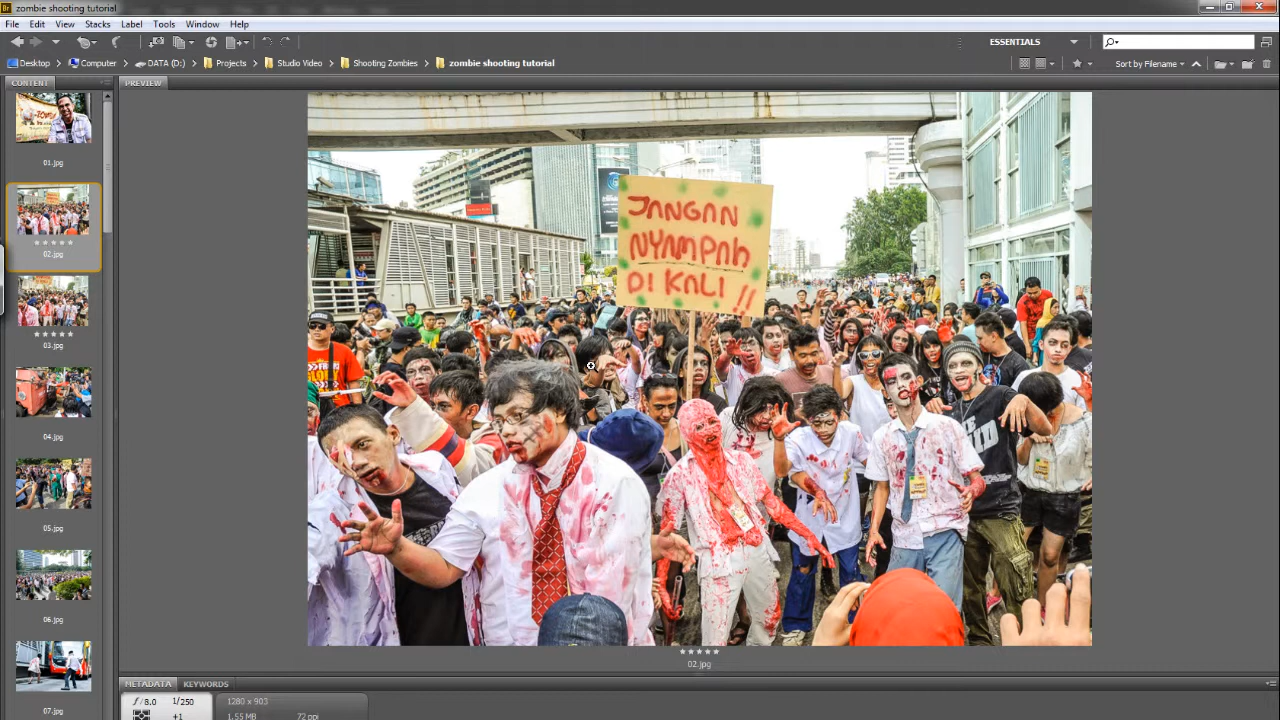 Br zombie shooting tutorial
File Edit View Stacks Label Tools Window Help
ESSENTIALS
Desktop Computer DATA (D:) Projects Studio Video Shooting Zombies zombie shooting tutorial
Sort by Filename
CONTENT
PREVIEW
01.jpg
02.jpg
03.jpg
04.jpg
05.jpg
06.jpg
07.jpg
JANGAN
NYAMPAh
DI KALI !!
02.jpg
METADATA KEYWORDS
f/8.0 1/250
+1
1280 x 903
1.55 MB 72 ppi